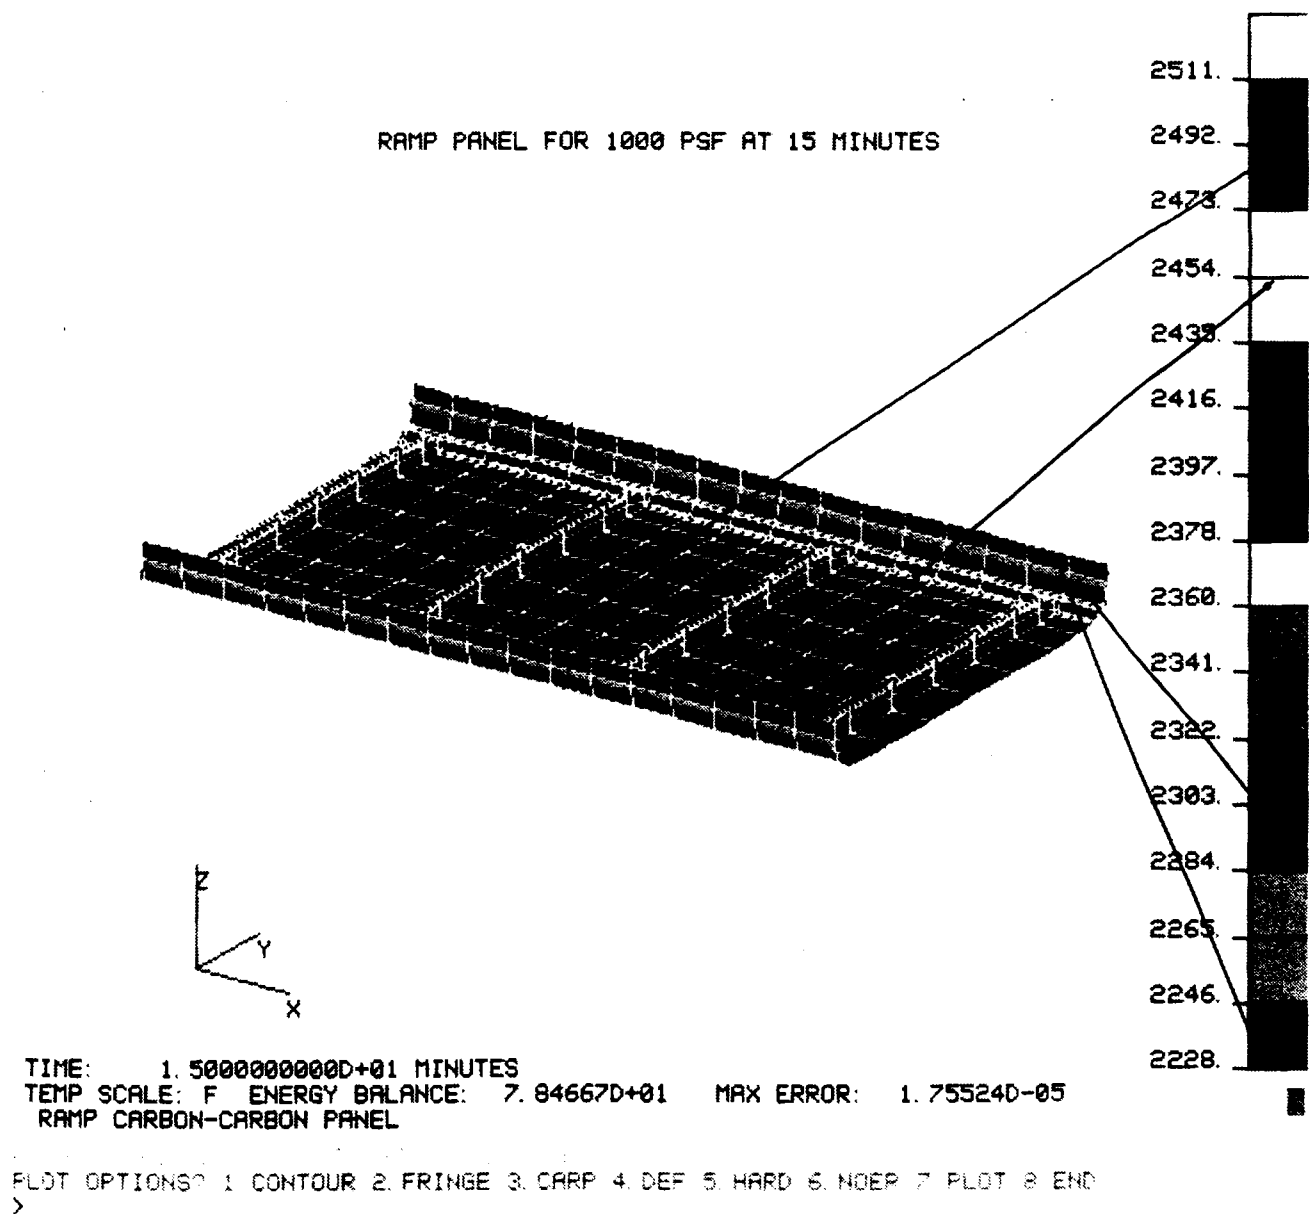 2511.
RAMP PANEL FOR 1000 PSF AT 15 MINUTES
2492.
2473.
2454.
2435.
2416.
2397.
2378.
2360.
2341.
2322.
2303.
2284.
2265.
2246.
2228.
Z
Y
X
TIME: 1.5000000000D+01 MINUTES
TEMP SCALE: F ENERGY BALANCE: 7.84667D+01 MAX ERROR: 1.75524D-05
RAMP CARBON-CARBON PANEL
PLOT OPTIONS? 1 CONTOUR 2. FRINGE 3. CARP 4. DEF 5. HARD 6. NOEP 7 PLOT 8 END
>